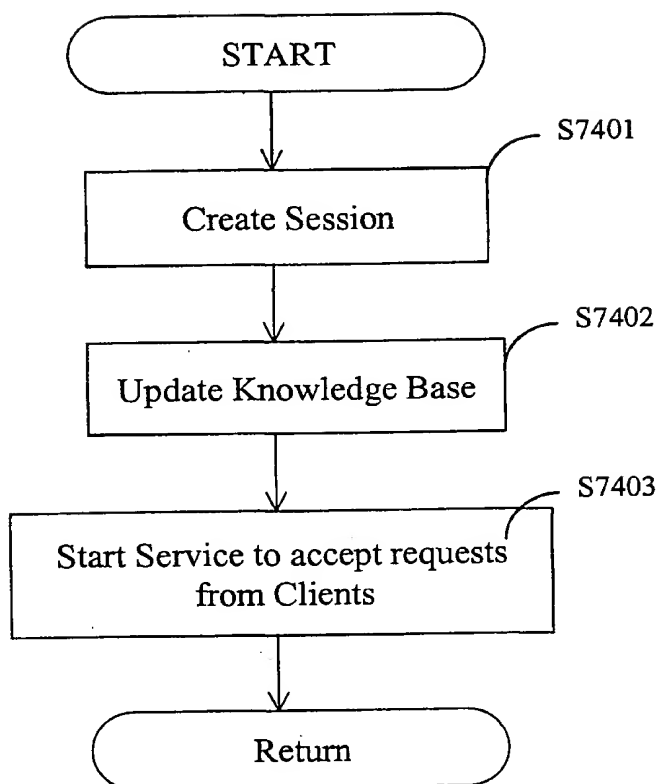 START
S7401
Create Session
S7402
Update Knowledge Base
S7403
Start Service to accept requests
from Clients
Return